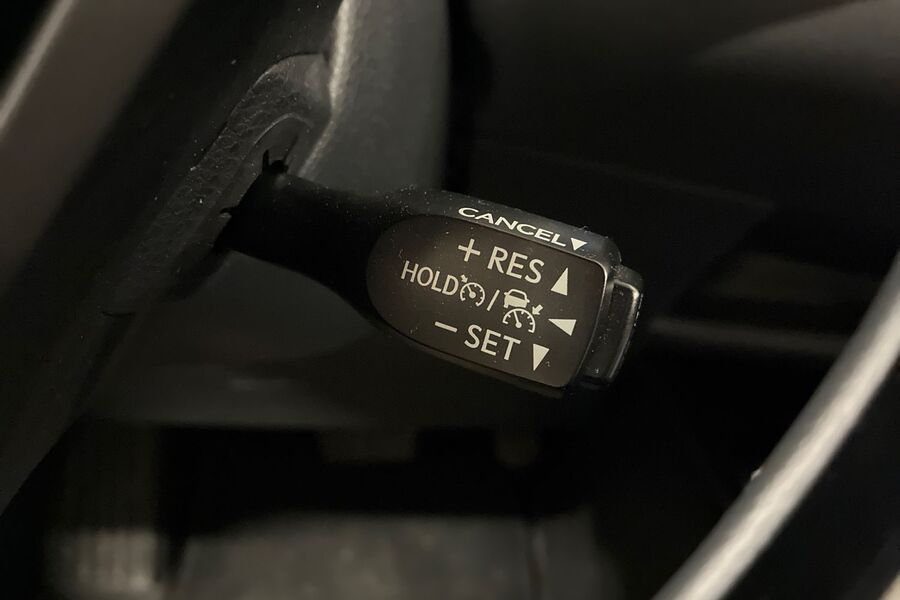 CANCEL▼
+ RES ▲
HOLD / ◀
− SET ▼